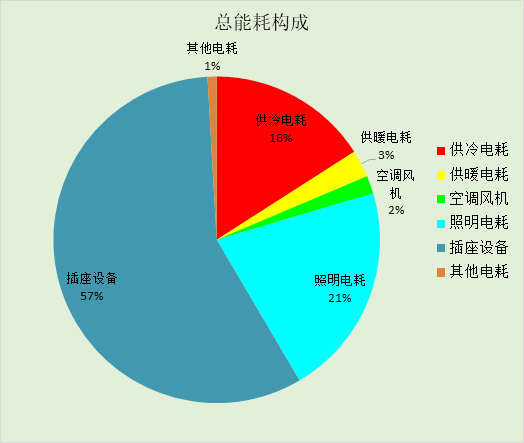 总能耗构成
其他电耗
1%
供冷电耗
16%
供暖电耗
3%
空调风
机
2%
照明电耗
21%
插座设备
57%
供冷电耗
供暖电耗
空调风机
照明电耗
插座设备
其他电耗